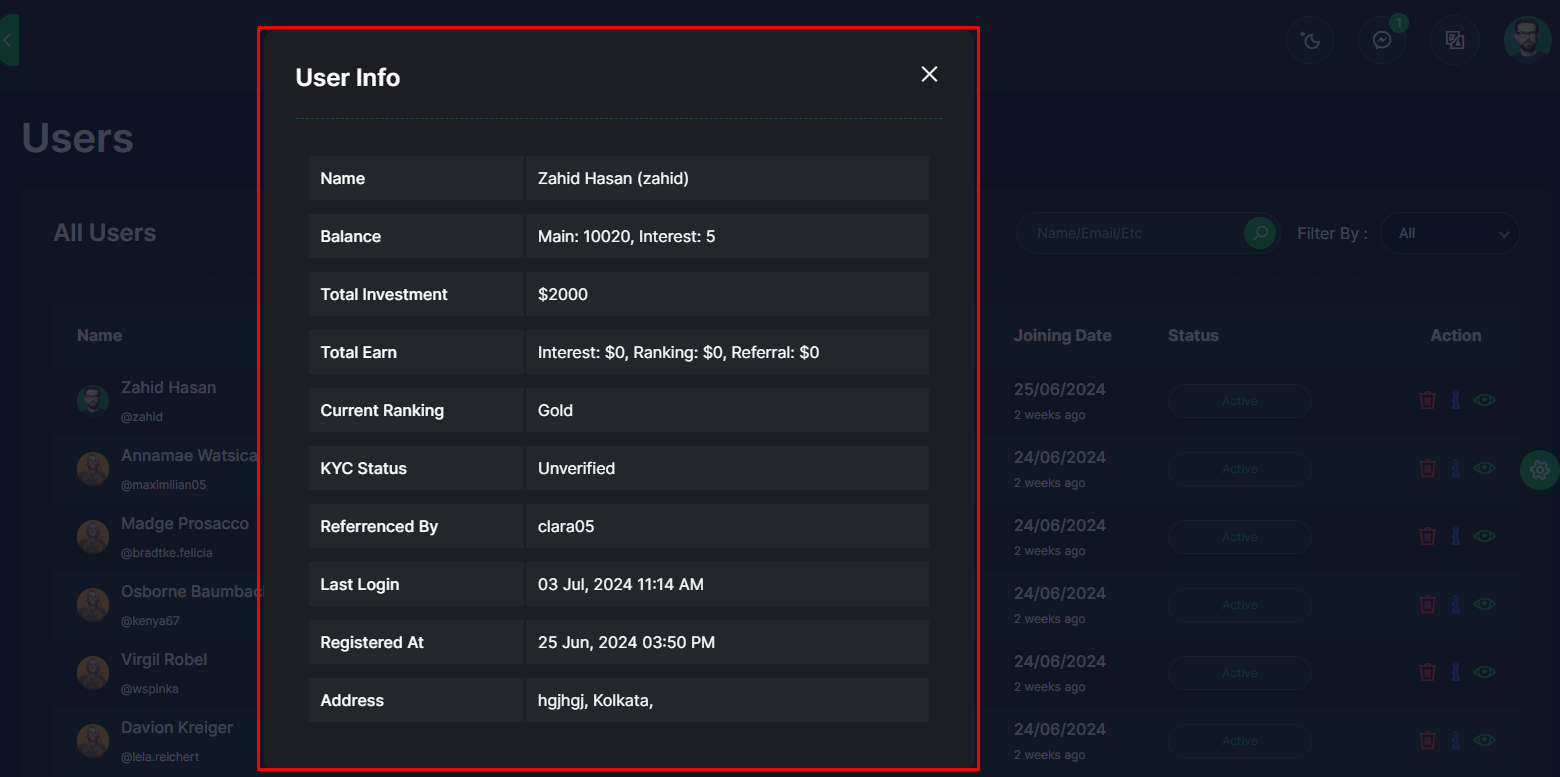 1
User Info
Users
Name Zahid Hasan (zahid)
Balance Main: 10020, Interest: 5
Total Investment $2000
Total Earn Interest: $0, Ranking: $0, Referral: $0
Current Ranking Gold
KYC Status Unverified
Referrenced By clara05
Last Login 03 Jul, 2024 11:14 AM
Registered At 25 Jun, 2024 03:50 PM
Address hgjhgj, Kolkata,
All Users
Name/Email/Etc
Filter By :
All
Name Joining Date Status Action
Zahid Hasan
@zahid
25/06/2024
2 weeks ago
Active
Annamae Watsica
@maximilian05
24/06/2024
2 weeks ago
Active
Madge Prosacco
@bradtke.felicia
24/06/2024
2 weeks ago
Active
Osborne Baumbac
@kenya67
24/06/2024
2 weeks ago
Active
Virgil Robel
@wspinka
24/06/2024
2 weeks ago
Active
Davion Kreiger
@lela.reichert
24/06/2024
2 weeks ago
Active